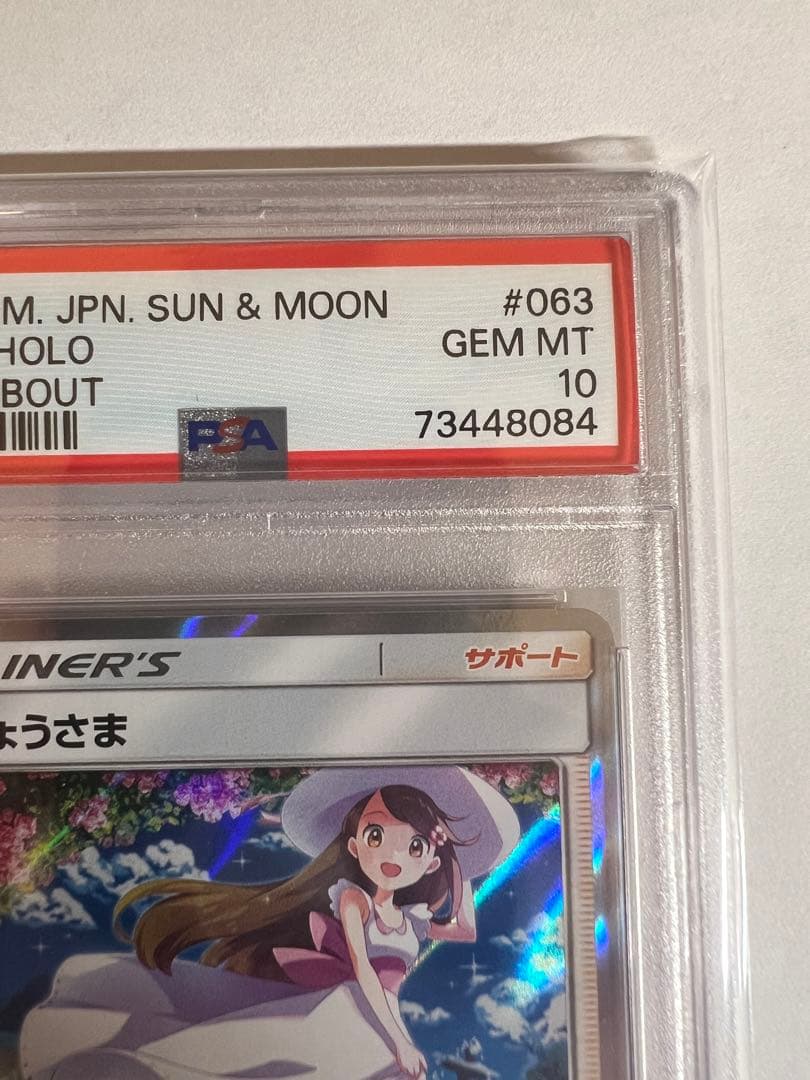 M. JPN. SUN & MOON #063
HOLO GEM MT
BOUT 10
PSA 73448084
INER'S サポート
ょうさま